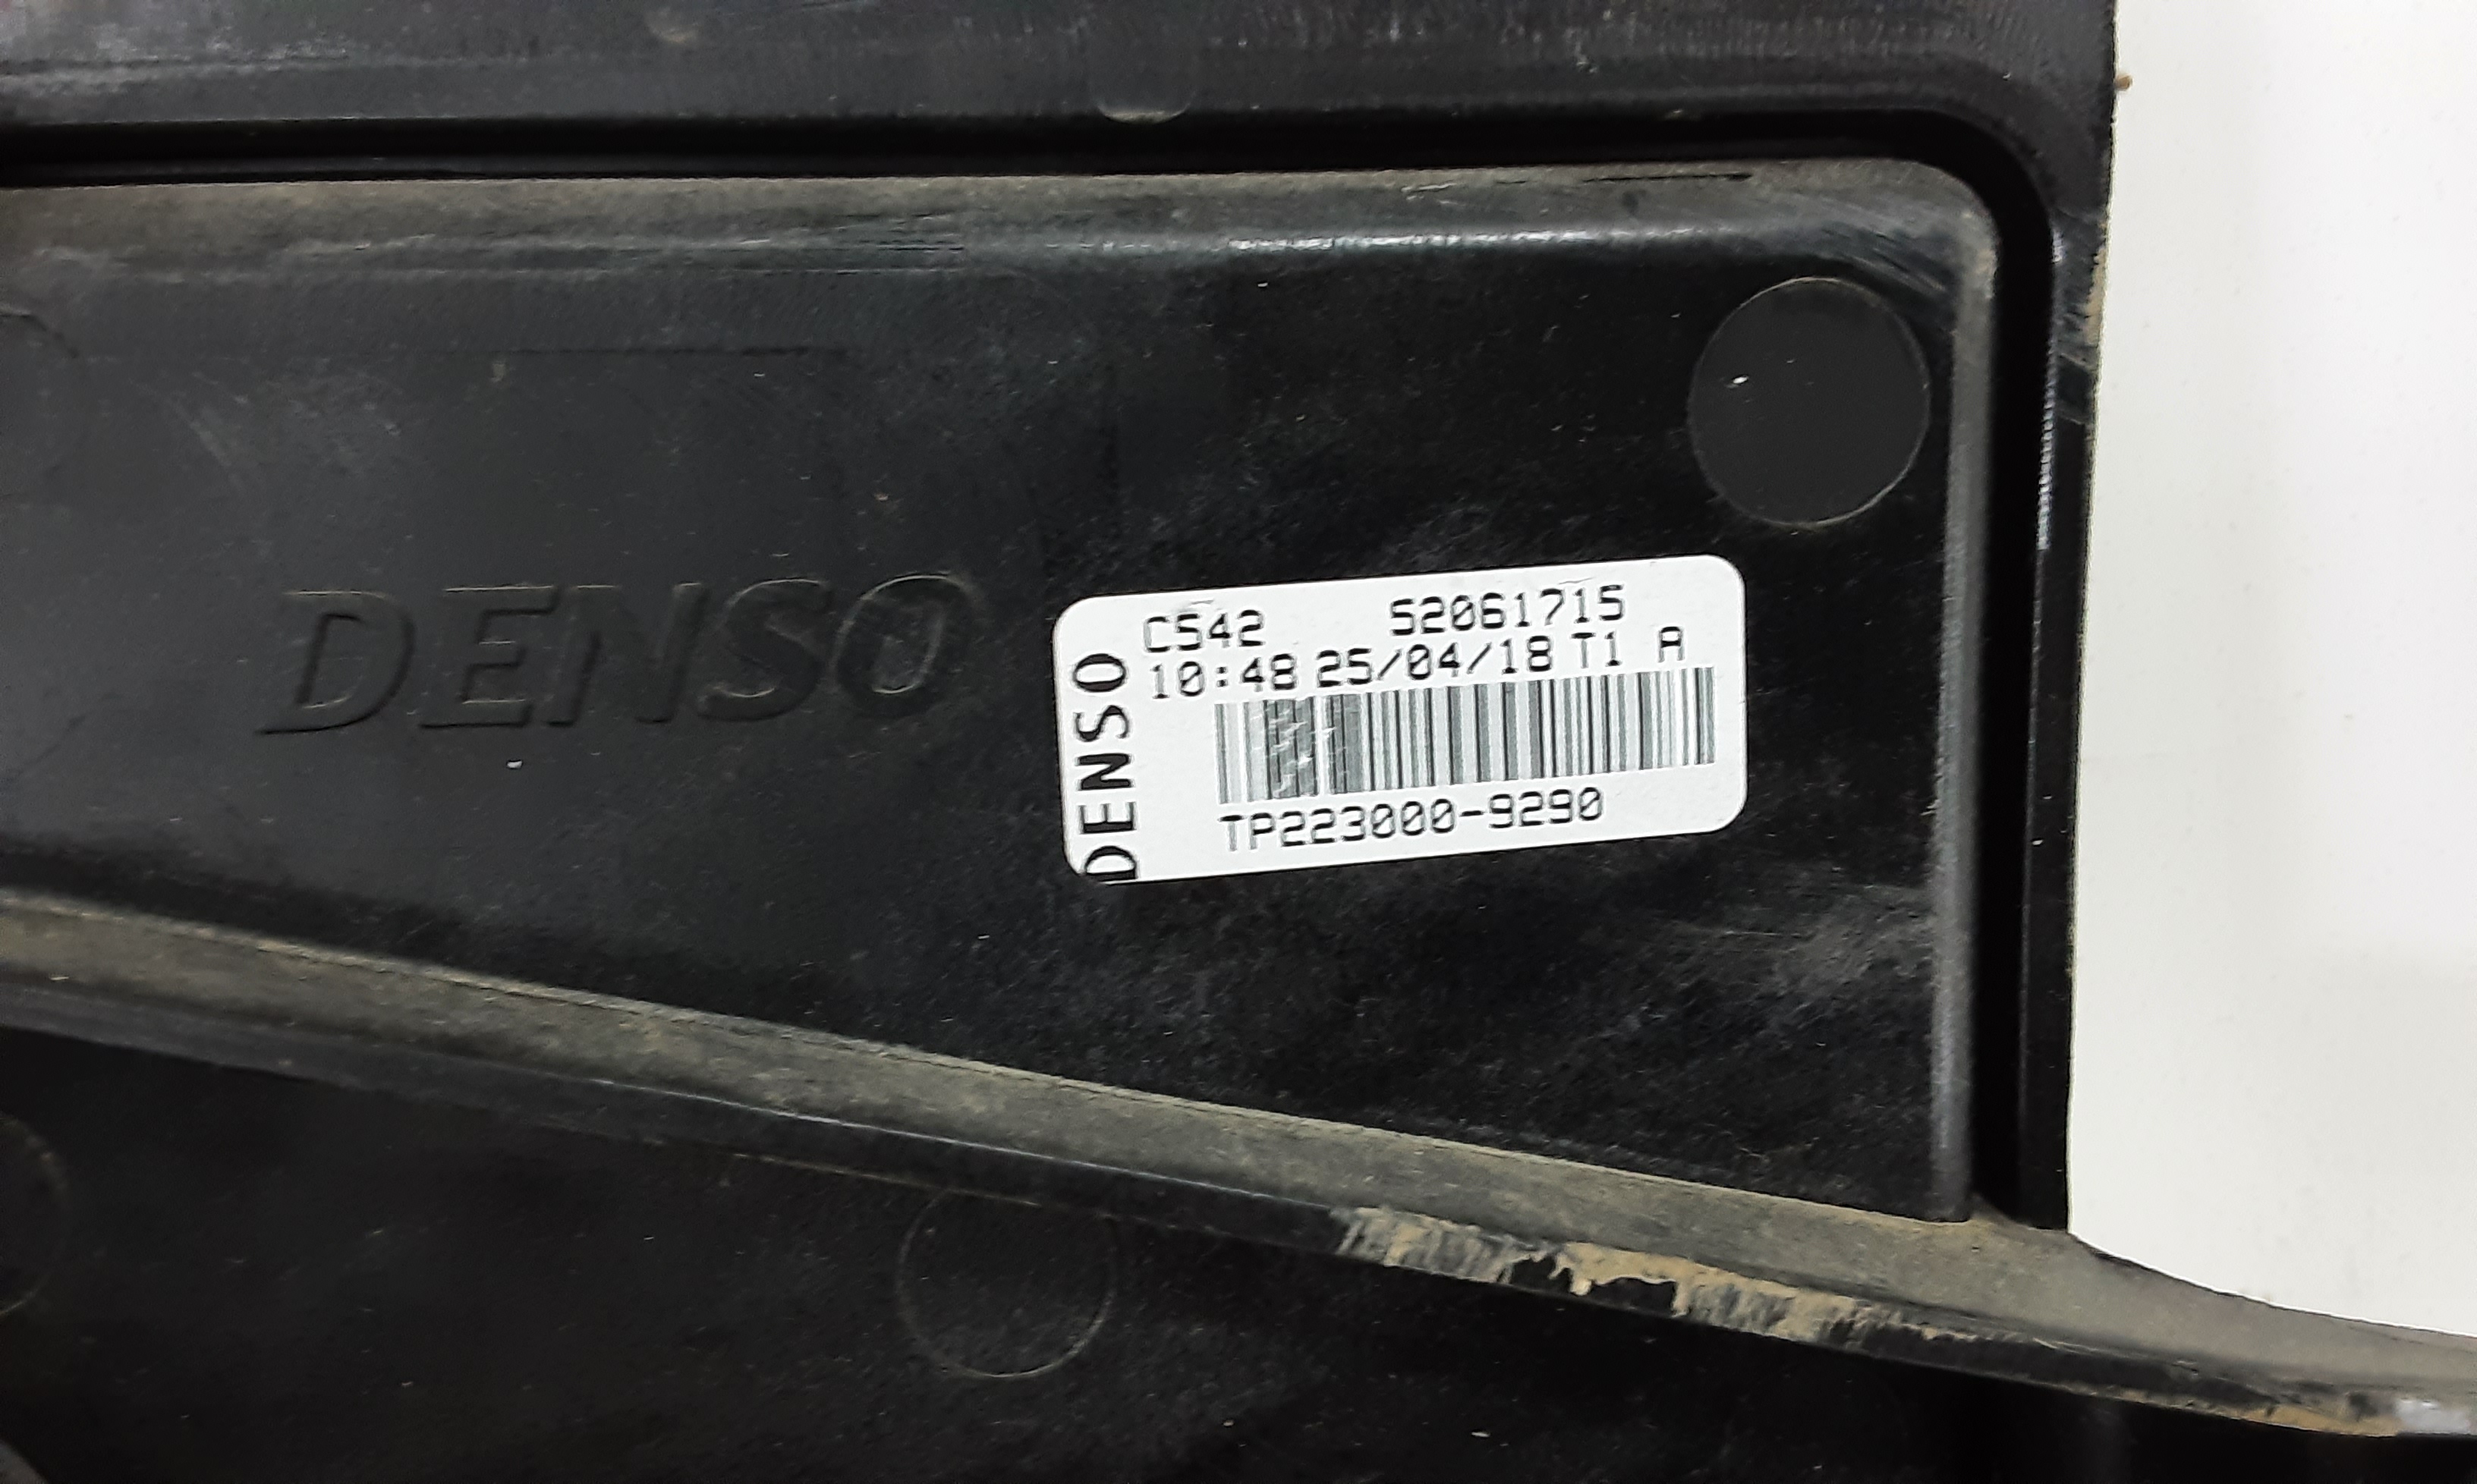 DENSO
DENSO
C542 52061715
10:48 25/04/18 T1 A
TP223000-9290